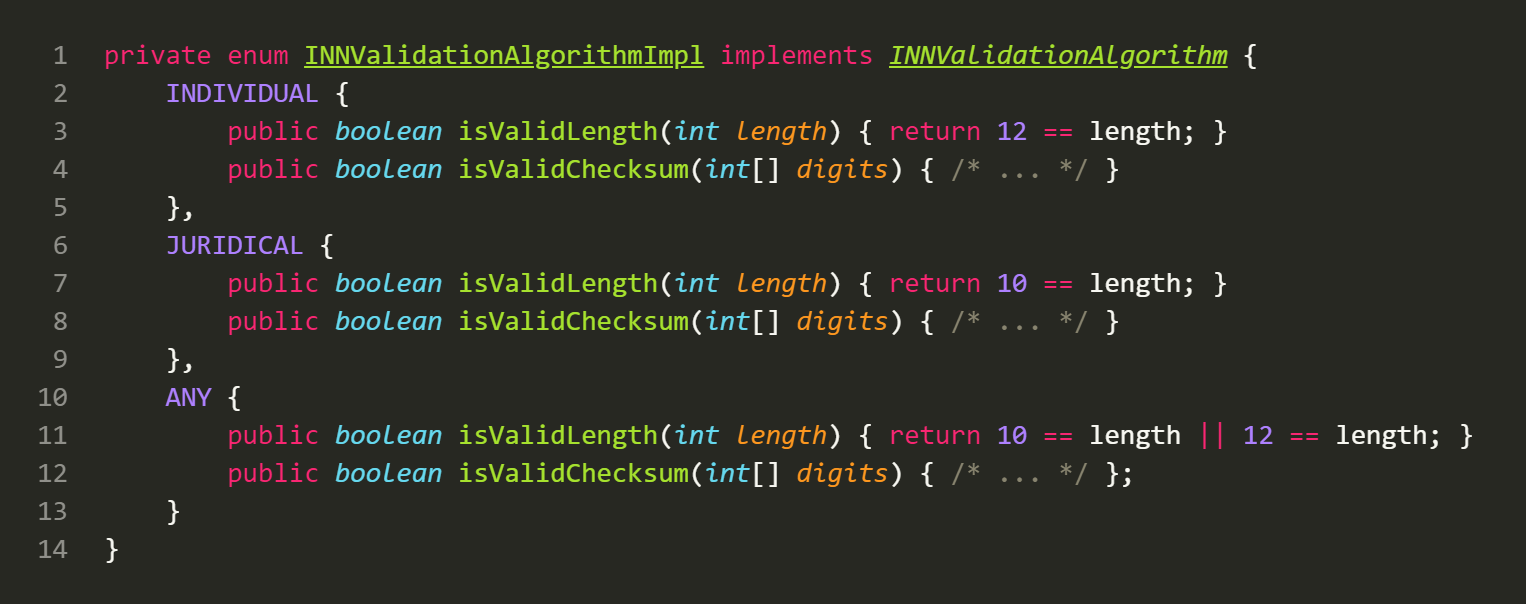 1 private enum INNValidationAlgorithmImpl implements INNValidationAlgorithm {
2     INDIVIDUAL {
3         public boolean isValidLength(int length) { return 12 == length; }
4         public boolean isValidChecksum(int[] digits) { /* ... */ }
5     },
6     JURIDICAL {
7         public boolean isValidLength(int length) { return 10 == length; }
8         public boolean isValidChecksum(int[] digits) { /* ... */ }
9     },
10     ANY {
11         public boolean isValidLength(int length) { return 10 == length || 12 == length; }
12         public boolean isValidChecksum(int[] digits) { /* ... */ };
13     }
14 }